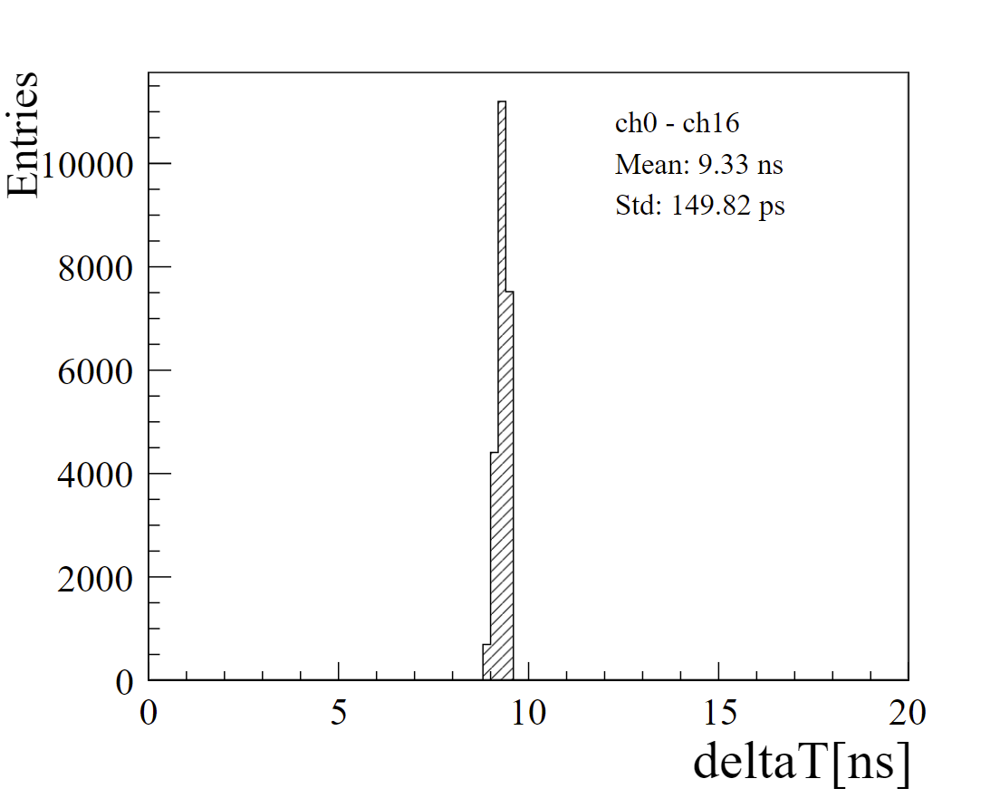 Entries
10000
8000
6000
4000
2000
0
0 5 10 15 20
deltaT[ns]
ch0 - ch16
Mean: 9.33 ns
Std: 149.82 ps